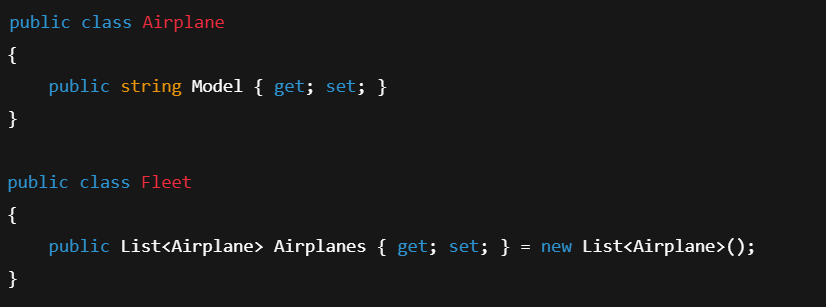 public class Airplane
{
    public string Model { get; set; }
}

public class Fleet
{
    public List<Airplane> Airplanes { get; set; } = new List<Airplane>();
}